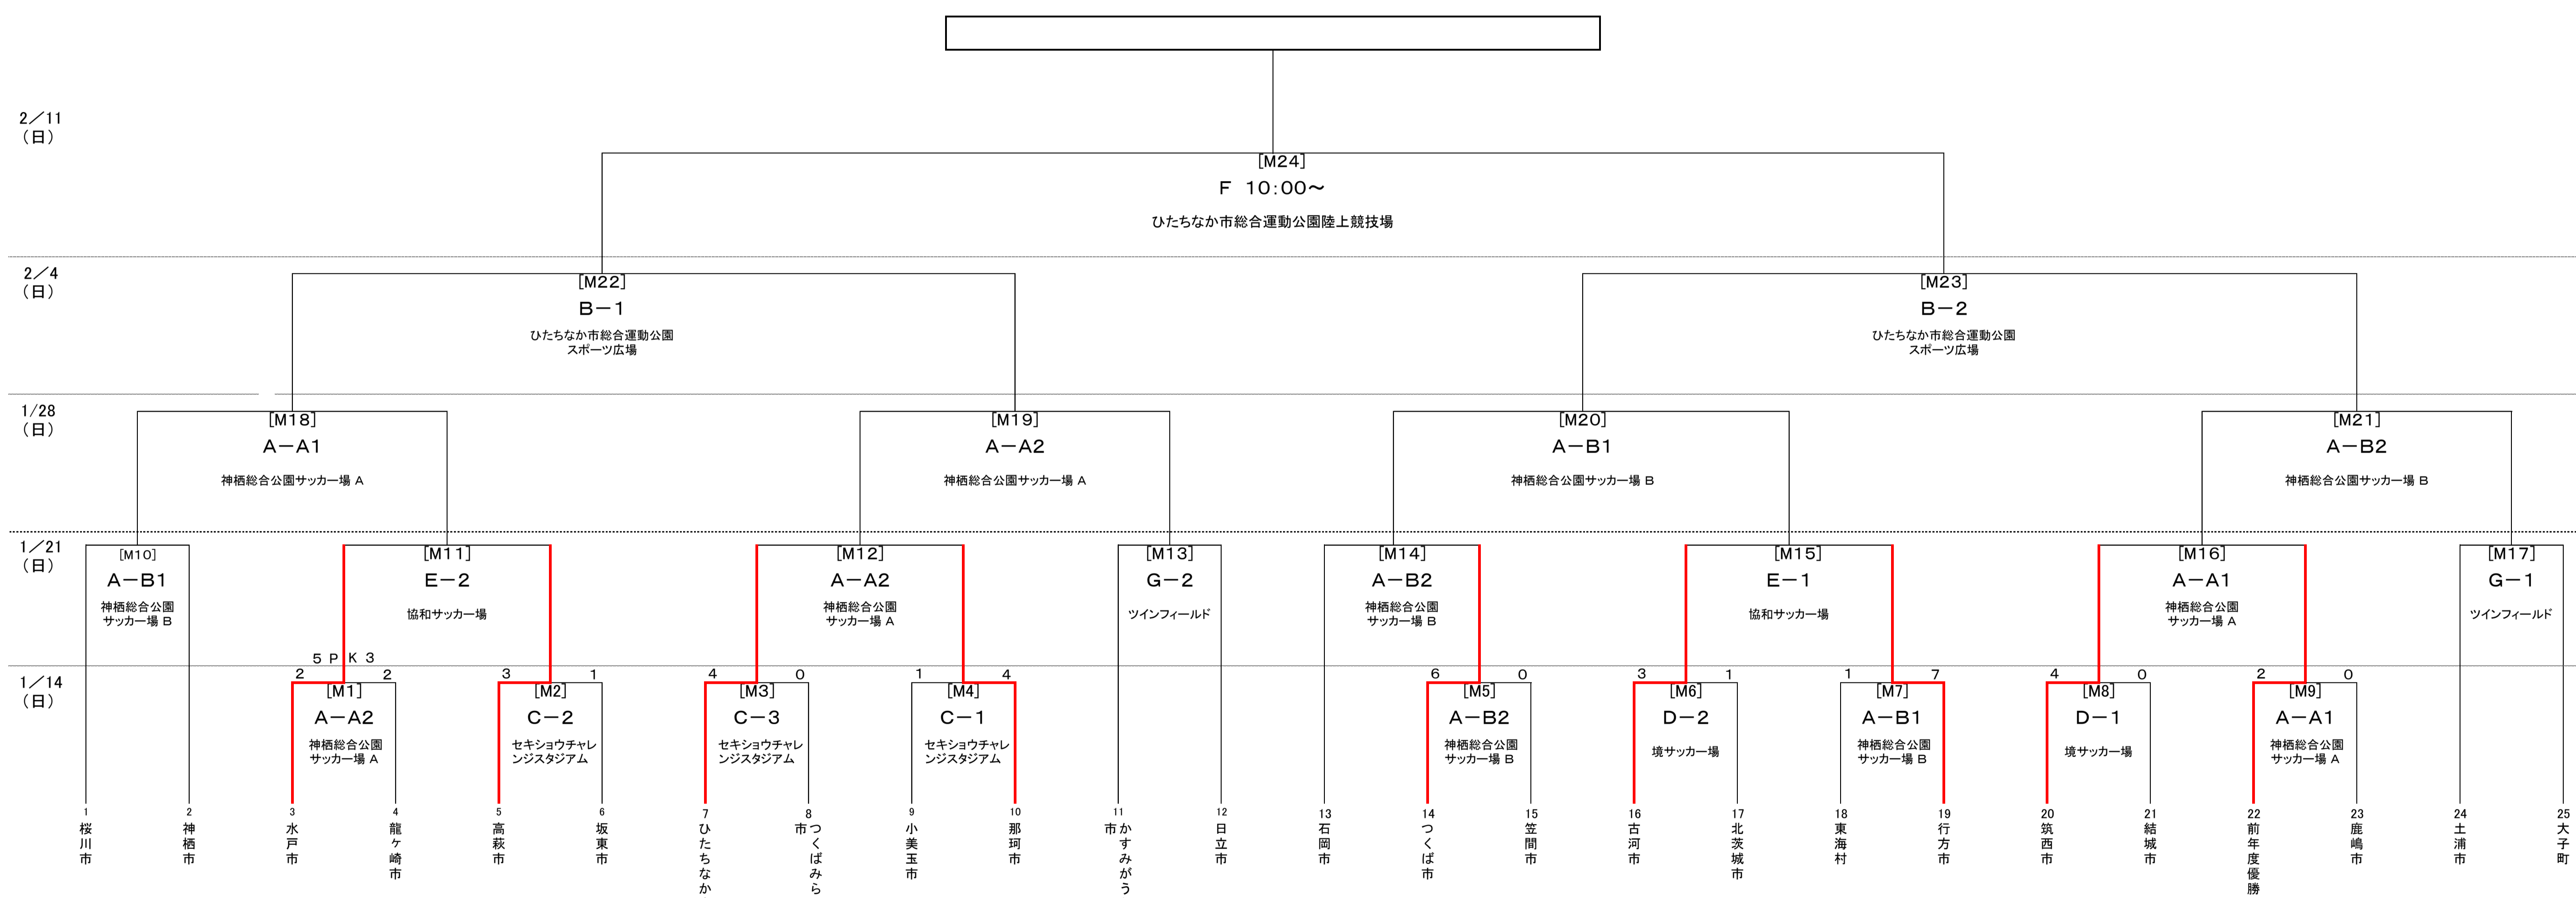 2／11
（日）
[M24]
F 10:00～
ひたちなか市総合運動公園陸上競技場
2／4
（日）
[M22]
B－1
ひたちなか市総合運動公園
スポーツ広場
[M23]
B－2
ひたちなか市総合運動公園
スポーツ広場
1/28
（日）
[M18]
A－A1
神栖総合公園サッカー場 A
[M19]
A－A2
神栖総合公園サッカー場 A
[M20]
A－B1
神栖総合公園サッカー場 B
[M21]
A－B2
神栖総合公園サッカー場 B
1／21
（日）
[M10]
A－B1
神栖総合公園
サッカー場 B
[M11]
E－2
協和サッカー場
[M12]
A－A2
神栖総合公園
サッカー場 A
[M13]
G－2
ツインフィールド
[M14]
A－B2
神栖総合公園
サッカー場 B
[M15]
E－1
協和サッカー場
[M16]
A－A1
神栖総合公園
サッカー場 A
[M17]
G－1
ツインフィールド
1／14
（日）
5 P K 3
2 2
[M1]
A－A2
神栖総合公園
サッカー場 A
3 1
[M2]
C－2
セキショウチャレ
ンジスタジアム
4 0
[M3]
C－3
セキショウチャレ
ンジスタジアム
1 4
[M4]
C－1
セキショウチャレ
ンジスタジアム
6 0
[M5]
A－B2
神栖総合公園
サッカー場 B
3 1
[M6]
D－2
境サッカー場
1 7
[M7]
A－B1
神栖総合公園
サッカー場 B
4 0
[M8]
D－1
境サッカー場
2 0
[M9]
A－A1
神栖総合公園
サッカー場 A
1
桜川市
2
神栖市
3
水戸市
4
龍ヶ崎市
5
高萩市
6
坂東市
7
ひたちなか
8
つくばみら
市
9
小美玉市
10
那珂市
11
かすみがう
市
12
日立市
13
石岡市
14
つくば市
15
笠間市
16
古河市
17
北茨城市
18
東海村
19
行方市
20
筑西市
21
結城市
22
前年度優勝
23
鹿嶋市
24
土浦市
25
大子町